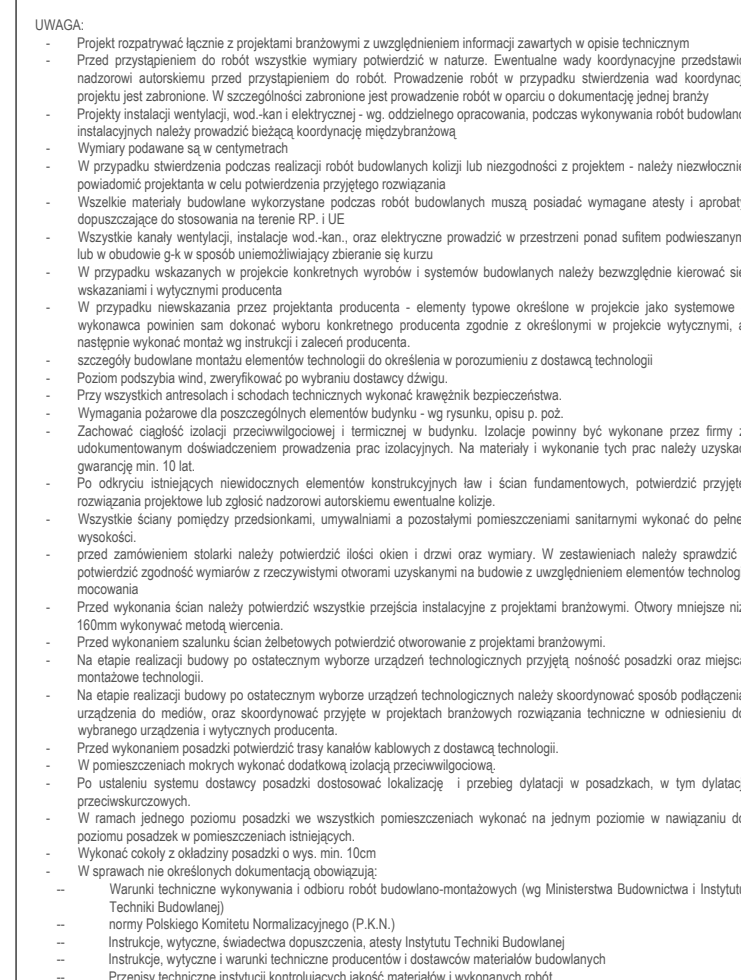 UWAGA:
- Projekt rozpatrywać łącznie z projektami branżowymi z uwzględnieniem informacji zawartych w opisie technicznym
- Przed przystąpieniem do robót wszystkie wymiary potwierdzić w naturze. Ewentualne wady koordynacyjne przedstawić
nadzorowi autorskiemu przed przystąpieniem do robót. Prowadzenie robót w przypadku stwierdzenia wad koordynacj
projektu jest zabronione. W szczególności zabronione jest prowadzenie robót w oparciu o dokumentację jednej branży
- Projekty instalacji wentylacji, wod.-kan i elektrycznej - wg. oddzielnego opracowania, podczas wykonywania robót budowlano
instalacyjnych należy prowadzić bieżącą koordynację międzybranżową
- Wymiary podawane są w centymetrach
- W przypadku stwierdzenia podczas realizacji robót budowlanych kolizji lub niezgodności z projektem - należy niezwłocznie
powiadomić projektanta w celu potwierdzenia przyjętego rozwiązania
- Wszelkie materiały budowlane wykorzystane podczas robót budowlanych muszą posiadać wymagane atesty i aprobaty
dopuszczające do stosowania na terenie RP. i UE
- Wszystkie kanały wentylacji, instalacje wod.-kan., oraz elektryczne prowadzić w przestrzeni ponad sufitem podwieszanym
lub w obudowie g-k w sposób uniemożliwiający zbieranie się kurzu
- W przypadku wskazanych w projekcie konkretnych wyrobów i systemów budowlanych należy bezwzględnie kierować się
wskazaniami i wytycznymi producenta
- W przypadku niewskazania przez projektanta producenta - elementy typowe określone w projekcie jako systemowe
wykonawca powinien sam dokonać wyboru konkretnego producenta zgodnie z określonymi w projekcie wytycznymi, a
następnie wykonać montaż wg instrukcji i zaleceń producenta.
- szczegóły budowlane montażu elementów technologii do określenia w porozumieniu z dostawcą technologii
- Poziom podszybia wind, zweryfikować po wybraniu dostawcy dźwigu.
- Przy wszystkich antresolach i schodach technicznych wykonać krawężnik bezpieczeństwa.
- Wymagania pożarowe dla poszczególnych elementów budynku - wg rysunku, opisu p. poż.
- Zachować ciągłość izolacji przeciwwilgociowej i termicznej w budynku. Izolacje powinny być wykonane przez firmy z
udokumentowanym doświadczeniem prowadzenia prac izolacyjnych. Na materiały i wykonanie tych prac należy uzyskać
gwarancję min. 10 lat.
- Po odkryciu istniejących niewidocznych elementów konstrukcyjnych ław i ścian fundamentowych, potwierdzić przyjęte
rozwiązania projektowe lub zgłosić nadzorowi autorskiemu ewentualne kolizje.
- Wszystkie ściany pomiędzy przedsionkami, umywalniami a pozostałymi pomieszczeniami sanitarnymi wykonać do pełnej
wysokości.
- przed zamówieniem stolarki należy potwierdzić ilości okien i drzwi oraz wymiary. W zestawieniach należy sprawdzić
potwierdzić zgodność wymiarów z rzeczywistymi otworami uzyskanymi na budowie z uwzględnieniem elementów technologi
mocowania
- Przed wykonania ścian należy potwierdzić wszystkie przejścia instalacyjne z projektami branżowymi. Otwory mniejsze niż
160mm wykonywać metodą wiercenia.
- Przed wykonaniem szalunku ścian żelbetowych potwierdzić otworowanie z projektami branżowymi.
- Na etapie realizacji budowy po ostatecznym wyborze urządzeń technologicznych przyjętą nośność posadzki oraz miejsca
montażowe technologii.
- Na etapie realizacji budowy po ostatecznym wyborze urządzeń technologicznych należy skoordynować sposób podłączenia
urządzenia do mediów, oraz skoordynować przyjęte w projektach branżowych rozwiązania techniczne w odniesieniu do
wybranego urządzenia i wytycznych producenta.
- Przed wykonaniem posadzki potwierdzić trasy kanałów kablowych z dostawcą technologii.
- W pomieszczeniach mokrych wykonać dodatkową izolacją przeciwwilgociową.
- Po ustaleniu systemu dostawcy posadzki dostosować lokalizację i przebieg dylatacji w posadzkach, w tym dylatacj
przeciwskurczowych.
- W ramach jednego poziomu posadzki we wszystkich pomieszczeniach wykonać na jednym poziomie w nawiązaniu do
poziomu posadzek w pomieszczeniach istniejących.
- Wykonać cokoły z okładziny posadzki o wys. min. 10cm
- W sprawach nie określonych dokumentacją obowiązują:
-- Warunki techniczne wykonywania i odbioru robót budowlano-montażowych (wg Ministerstwa Budownictwa i Instytutu
Techniki Budowlanej)
-- normy Polskiego Komitetu Normalizacyjnego (P.K.N.)
-- Instrukcje, wytyczne, świadectwa dopuszczenia, atesty Instytutu Techniki Budowlanej
-- Instrukcje, wytyczne i warunki techniczne producentów i dostawców materiałów budowlanych
-- Przepisy techniczne instytucji kontrolujących jakość materiałów i wykonanych robót